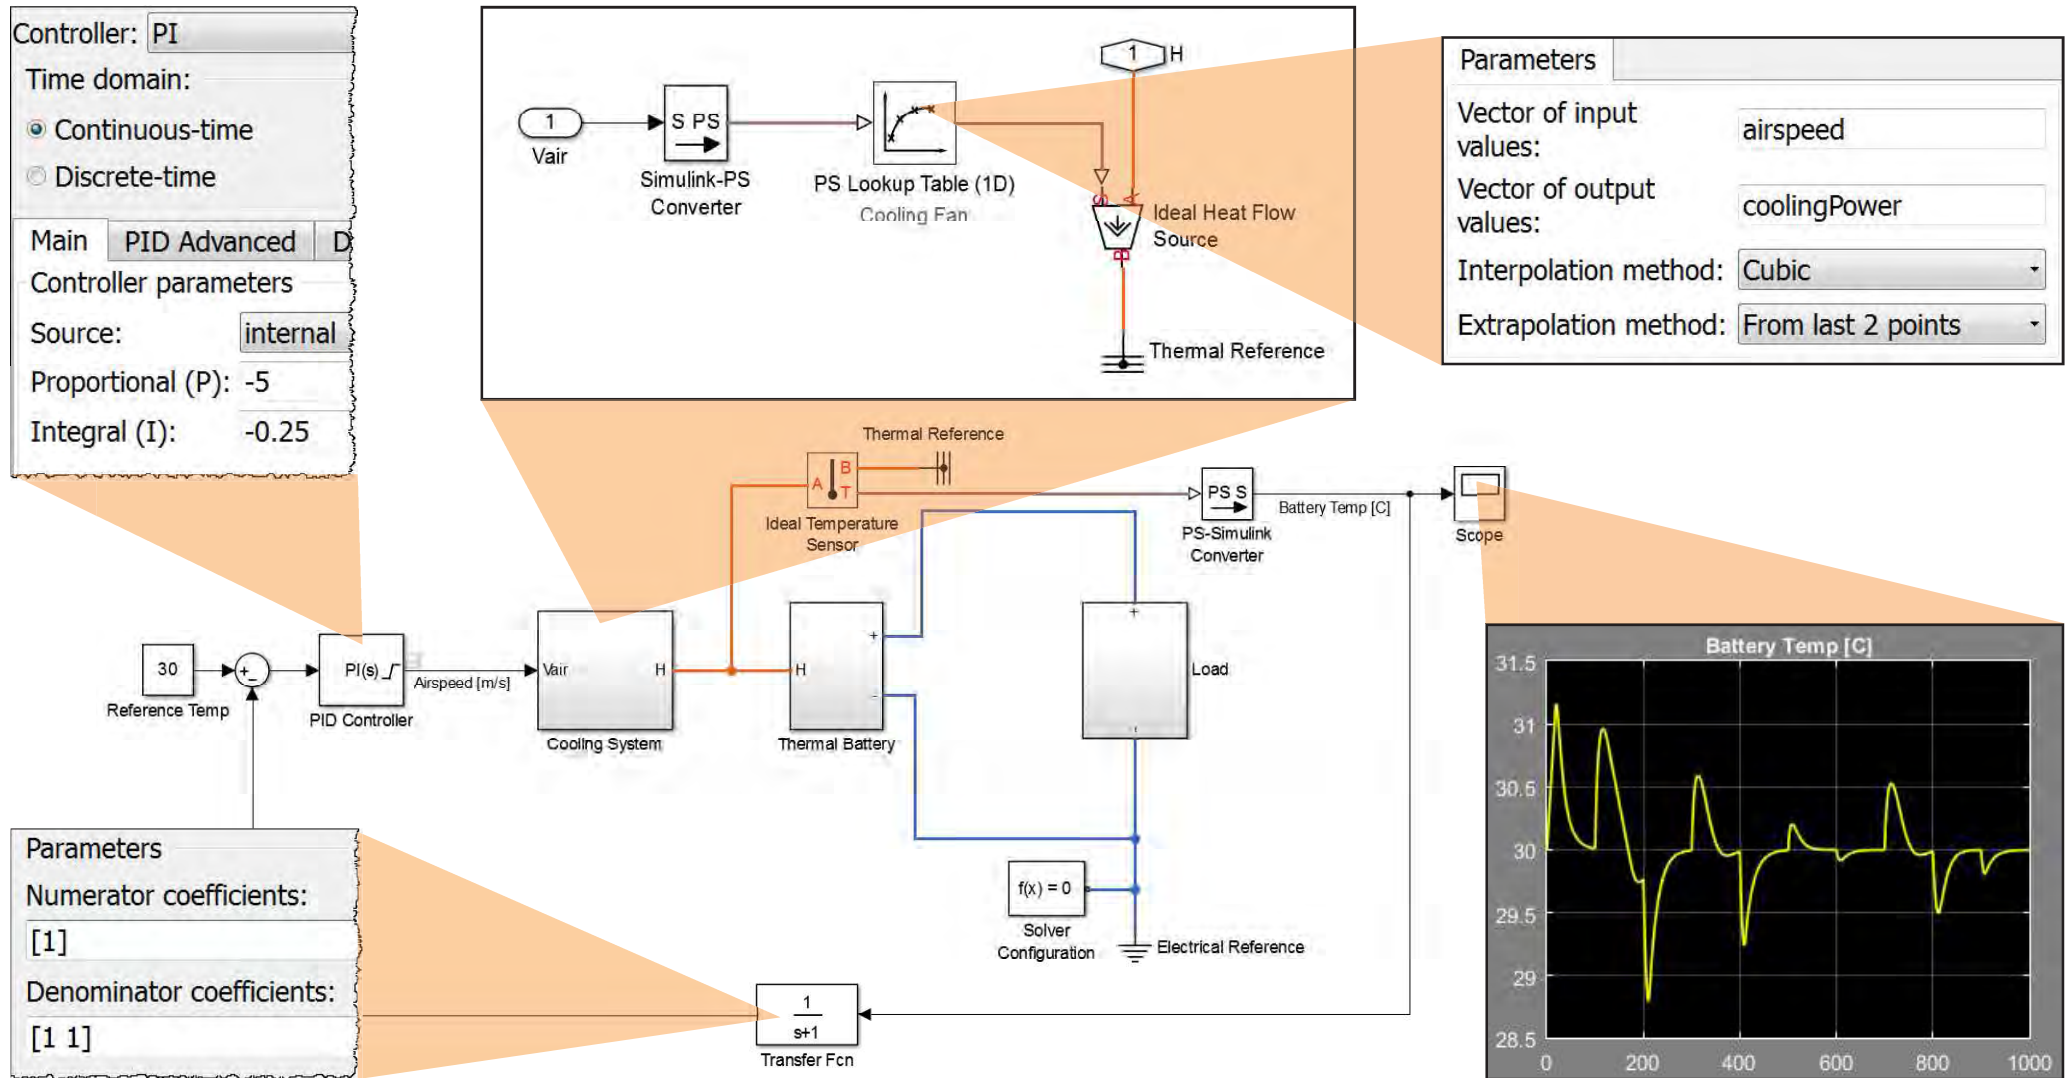 Controller: PI
Time domain:
Continuous-time
Discrete-time
Main PID Advanced D
Controller parameters
Source: internal
Proportional (P): -5
Integral (I): -0.25
1
Vair
S PS
Simulink-PS
Converter
PS Lookup Table (1D)
Cooling Fan
1 H
S A
B
Ideal Heat Flow
Source
Thermal Reference
Parameters
Vector of input
values: airspeed
Vector of output
values: coolingPower
Interpolation method: Cubic
Extrapolation method: From last 2 points
Thermal Reference
A B T
Ideal Temperature
Sensor
PS S
PS-Simulink
Converter
Battery Temp [C]
Scope
30
Reference Temp
+
-
PI(s)
PID Controller
Airspeed [m/s]
Vair H
Cooling System
H + -
Thermal Battery
+
-
Load
f(x) = 0
Solver
Configuration
Electrical Reference
Parameters
Numerator coefficients:
[1]
Denominator coefficients:
[1 1]
1
s+1
Transfer Fcn
Battery Temp [C]
31.5
31
30.5
30
29.5
29
28.5
0 200 400 600 800 1000